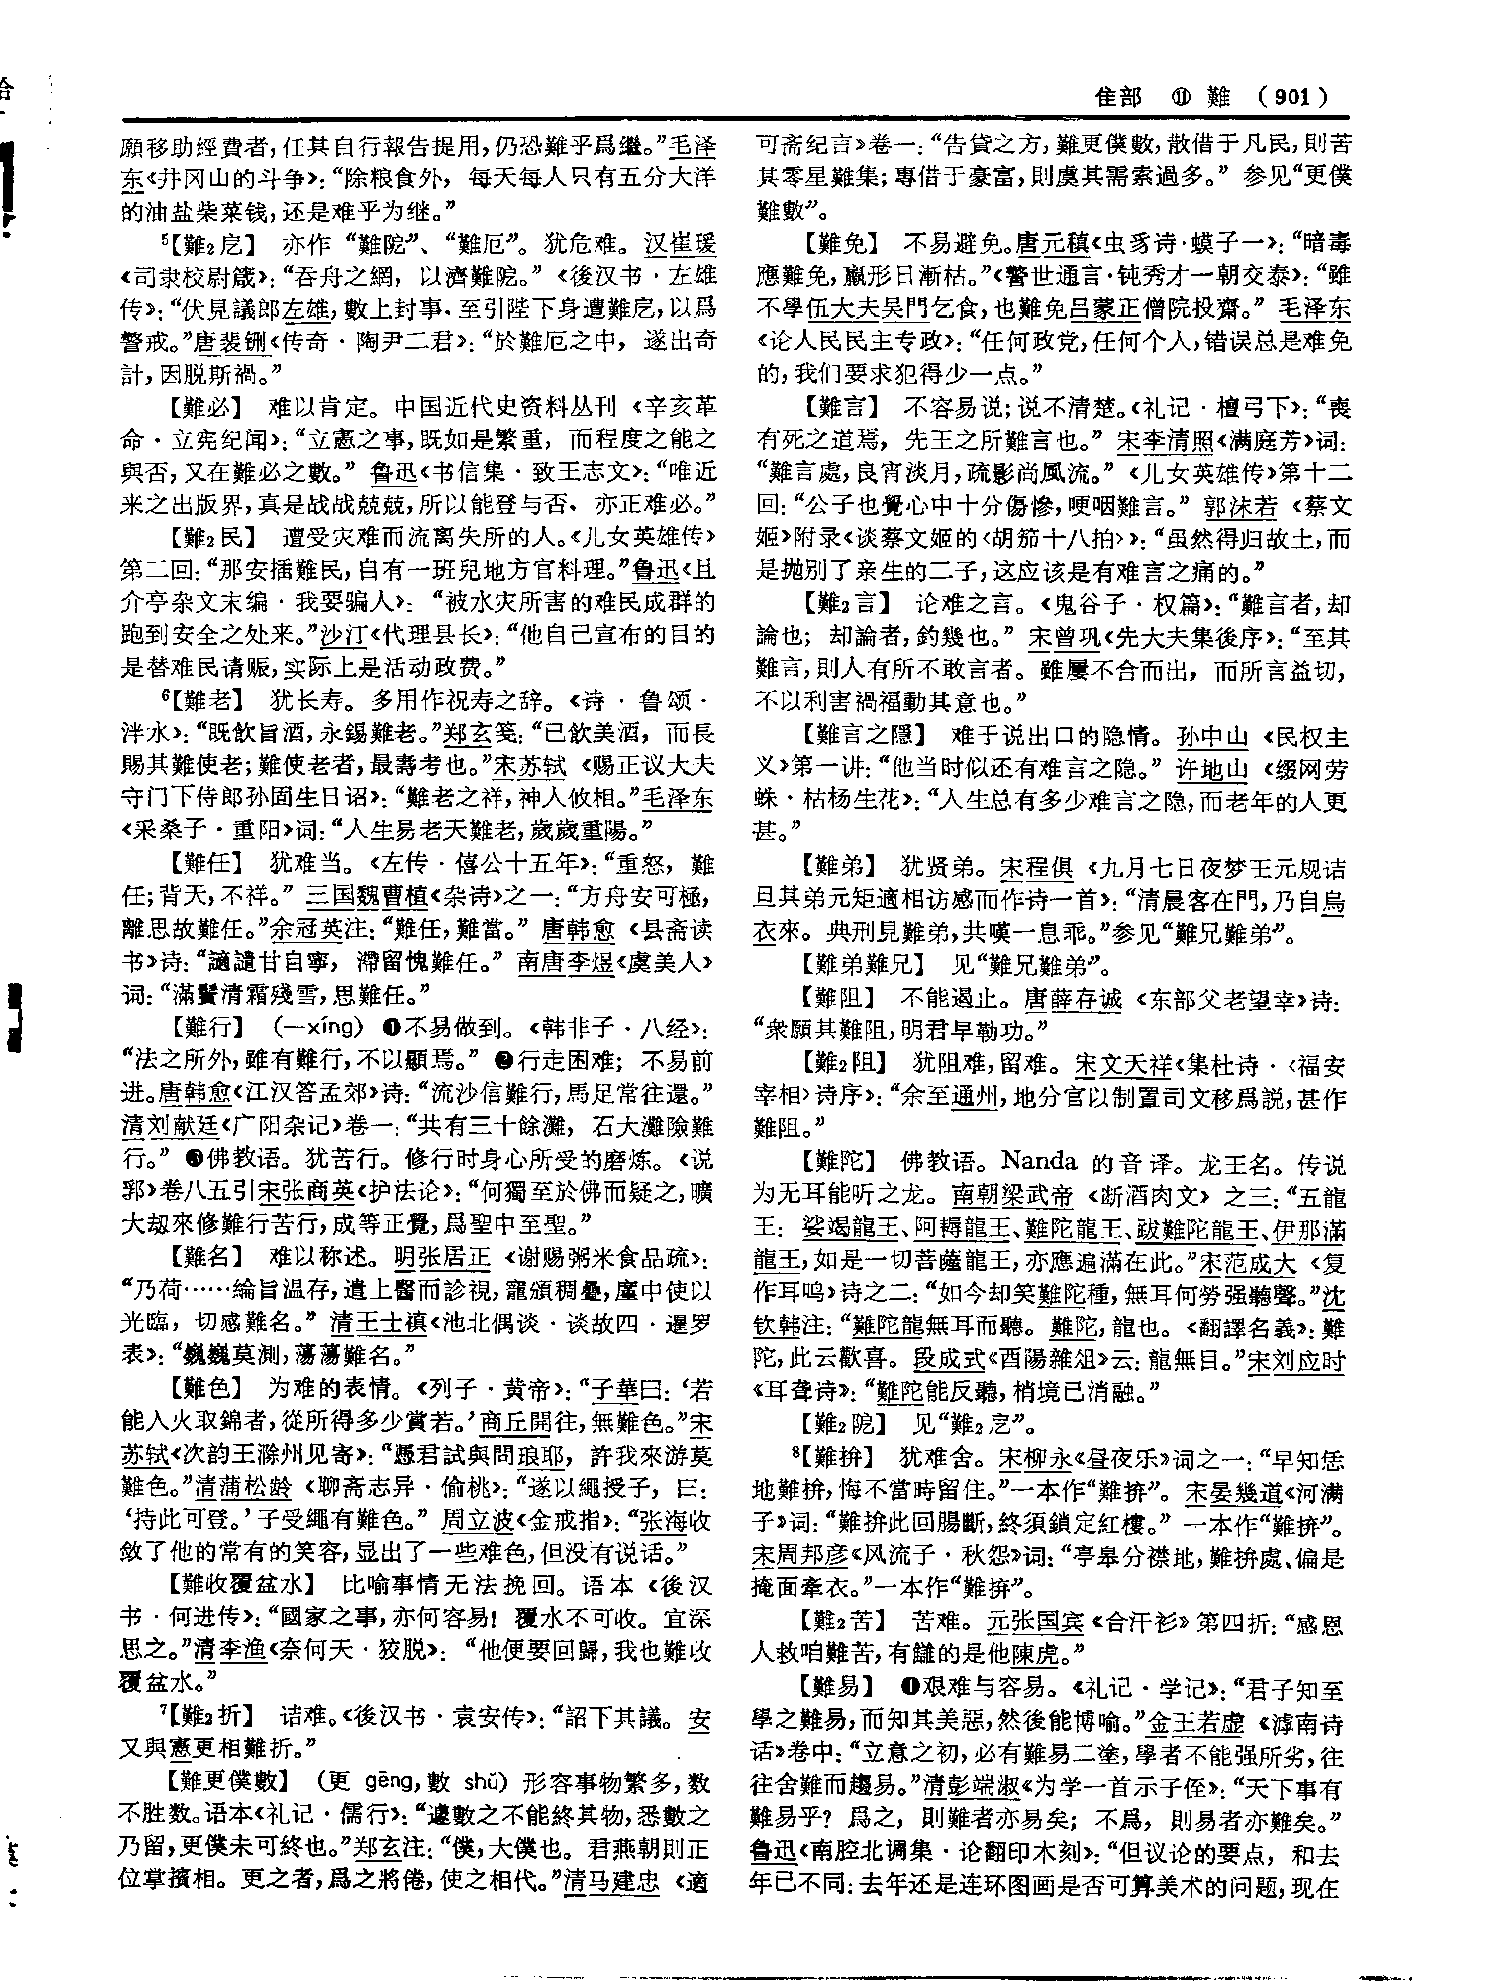 隹部 ⑪ 難 （901）
願移助經費者，任其自行報告提用，仍恐難乎爲繼。”毛泽
东《井冈山的斗争》：“除粮食外，每天每人只有五分大洋
的油盐柴菜钱，还是难乎为继。”
⁵【難₂戹】 亦作“難阸”、“難厄”。犹危难。汉崔瑗
《司隶校尉箴》：“吞舟之網，以濟難阸。”《後汉书·左雄
传》：“伏見議郎左雄，數上封事，至引陛下身遭難戹，以爲
警戒。”唐裴铏《传奇·陶尹二君》：“於難厄之中，遂出奇
計，因脱斯禍。”
【難必】 难以肯定。中国近代史资料丛刊《辛亥革
命·立宪纪闻》：“立憲之事，既如是繁重，而程度之能之
與否，又在難必之數。”鲁迅《书信集·致王志文》：“唯近
来之出版界，真是战战兢兢，所以能登与否、亦正难必。”
【難₂民】 遭受灾难而流离失所的人。《儿女英雄传》
第二回：“那安插難民，自有一班兒地方官料理。”鲁迅《且
介亭杂文末编·我要骗人》：“被水灾所害的难民成群的
跑到安全之处来。”沙汀《代理县长》：“他自己宣布的目的
是替难民请赈，实际上是活动政费。”
⁶【難老】 犹长寿。多用作祝寿之辞。《诗·鲁颂·
泮水》：“既飲旨酒，永錫難老。”郑玄笺：“已飲美酒，而長
賜其難使老；難使老者，最壽考也。”宋苏轼《赐正议大夫
守门下侍郎孙固生日诏》：“難老之祥，神人攸相。”毛泽东
《采桑子·重阳》词：“人生易老天難老，歲歲重陽。”
【難任】 犹难当。《左传·僖公十五年》：“重怒，難
任；背天，不祥。”三国魏曹植《杂诗》之一：“方舟安可極，
離思故難任。”余冠英注：“難任，難當。”唐韩愈《县斋读
书》诗：“謫譴甘自寧，滯留愧難任。”南唐李煜《虞美人》
词：“滿鬢清霜殘雪，思難任。”
【難行】 （—xíng）❶不易做到。《韩非子·八经》：
“法之所外，雖有難行，不以顯焉。”❷行走困难；不易前
进。唐韩愈《江汉答孟郊》诗：“流沙信難行，馬足常往還。”
清刘献廷《广阳杂记》卷一：“共有三十餘灘，石大灘險難
行。”❸佛教语。犹苦行。修行时身心所受的磨炼。《说
郛》卷八五引宋张商英《护法论》：“何獨至於佛而疑之，曠
大刼來修難行苦行，成等正覺，爲聖中至聖。”
【難名】 难以称述。明张居正《谢赐粥米食品疏》：
“乃荷……綸旨温存，遣上醫而診視，寵頒稠疊，廑中使以
光臨，切感難名。”清王士禛《池北偶谈·谈故四·暹罗
表》：“巍巍莫測，蕩蕩難名。”
【難色】 为难的表情。《列子·黄帝》：“子華曰：‘若
能入火取錦者，從所得多少賞若。’商丘開往，無難色。”宋
苏轼《次韵王滁州见寄》：“慿君試與問琅耶，許我來游莫
難色。”清蒲松龄《聊斋志异·偷桃》：“遂以繩授子，曰：
‘持此可登。’子受繩有難色。”周立波《金戒指》：“张海收
敛了他的常有的笑容，显出了一些难色，但没有说话。”
【難收覆盆水】 比喻事情无法挽回。语本《後汉
书·何进传》：“國家之事，亦何容易！覆水不可收。宜深
思之。”清李渔《奈何天·狡脱》：“他便要回歸，我也難收
覆盆水。”
⁷【難₂折】 诘难。《後汉书·袁安传》：“詔下其議。安
又與憲更相難折。”
【難更僕數】 （更 gēng，數 shǔ）形容事物繁多，数
不胜数。语本《礼记·儒行》：“遽數之不能終其物，悉數之
乃留，更僕未可終也。”郑玄注：“僕，大僕也。君燕朝則正
位掌擯相。更之者，爲之將倦，使之相代。”清马建忠《適
可斋纪言》卷一：“告貸之方，難更僕數，散借于凡民，則苦
其零星難集；專借于豪富，則虞其需索過多。”参见“更僕
難數”。
【難免】 不易避免。唐元稹《虫豸诗·蟆子一》：“暗毒
應難免，羸形日漸枯。”《警世通言·钝秀才一朝交泰》：“雖
不學伍大夫吴門乞食，也難免吕蒙正僧院投齋。”毛泽东
《论人民民主专政》：“任何政党，任何个人，错误总是难免
的，我们要求犯得少一点。”
【難言】 不容易说；说不清楚。《礼记·檀弓下》：“喪
有死之道焉，先王之所難言也。”宋李清照《满庭芳》词：
“難言處，良宵淡月，疏影尚風流。”《儿女英雄传》第十二
回：“公子也覺心中十分傷慘，哽咽難言。”郭沫若《蔡文
姬》附录《谈蔡文姬的〈胡笳十八拍〉》：“虽然得归故土，而
是抛别了亲生的二子，这应该是有难言之痛的。”
【難₂言】 论难之言。《鬼谷子·权篇》：“難言者，却
論也；却論者，釣幾也。”宋曾巩《先大夫集後序》：“至其
難言，則人有所不敢言者。雖屢不合而出，而所言益切，
不以利害禍福動其意也。”
【難言之隱】 难于说出口的隐情。孙中山《民权主
义》第一讲：“他当时似还有难言之隐。”许地山《缀网劳
蛛·枯杨生花》：“人生总有多少难言之隐，而老年的人更
甚。”
【難弟】 犹贤弟。宋程俱《九月七日夜梦王元规诘
旦其弟元矩適相访感而作诗一首》：“清晨客在門，乃自烏
衣來。典刑見難弟，共嘆一息乖。”参见“難兄難弟”。
【難弟難兄】 见“難兄難弟”。
【難阻】 不能遏止。唐薛存诚《东都父老望幸》诗：
“衆願其難阻，明君早勒功。”
【難₂阻】 犹阻难，留难。宋文天祥《集杜诗·〈福安
宰相〉诗序》：“余至通州，地分官以制置司文移爲説，甚作
難阻。”
【難陀】 佛教语。Nanda 的音译。龙王名。传说
为无耳能听之龙。南朝梁武帝《断酒肉文》之三：“五龍
王：娑竭龍王、阿耨龍王、難陀龍王、跋難陀龍王、伊那滿
龍王，如是一切菩薩龍王，亦應遍滿在此。”宋范成大《复
作耳鸣》诗之二：“如今却笑難陀種，無耳何勞强聽聲。”沈
钦韩注：“難陀龍無耳而聽。難陀，龍也。《翻譯名義》：難
陀，此云歡喜。段成式《酉陽雜俎》云：龍無目。”宋刘应时
《耳聋诗》：“難陀能反聽，梢境已消融。”
【難₂阸】 见“難₂戹”。
⁸【難拚】 犹难舍。宋柳永《昼夜乐》词之一：“早知恁
地難拚，悔不當時留住。”一本作“難拚”。宋晏幾道《河满
子》词：“難拚此回腸斷，終須鎖定紅樓。”一本作“難拚”。
宋周邦彦《风流子·秋怨》词：“亭皋分襟地，難拚處、偏是
掩面牽衣。”一本作“難拚”。
【難₂苦】 苦难。元张国宾《合汗衫》第四折：“感恩
人救咱難苦，有讎的是他陳虎。”
【難易】 ❶艰难与容易。《礼记·学记》：“君子知至
學之難易，而知其美惡，然後能博喻。”金王若虚《滹南诗
话》卷中：“立意之初，必有難易二塗，學者不能强所劣，往
往舍難而趨易。”清彭端淑《为学一首示子侄》：“天下事有
難易乎？爲之，則難者亦易矣；不爲，則易者亦難矣。”
鲁迅《南腔北调集·论翻印木刻》：“但议论的要点，和去
年已不同：去年还是连环图画是否可算美术的问题，现在